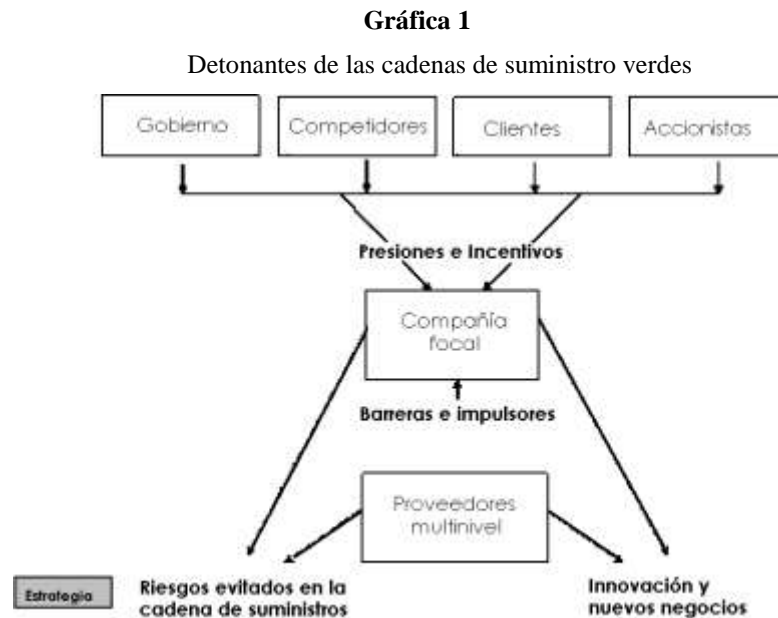 Gráfica 1
Detonantes de las cadenas de suministro verdes
Gobierno
Competidores
Clientes
Accionistas
Presiones e Incentivos
Compañía
focal
Barreras e impulsores
Proveedores
multinivel
Estrategia
Riesgos evitados en la
cadena de suministros
Innovación y
nuevos negocios